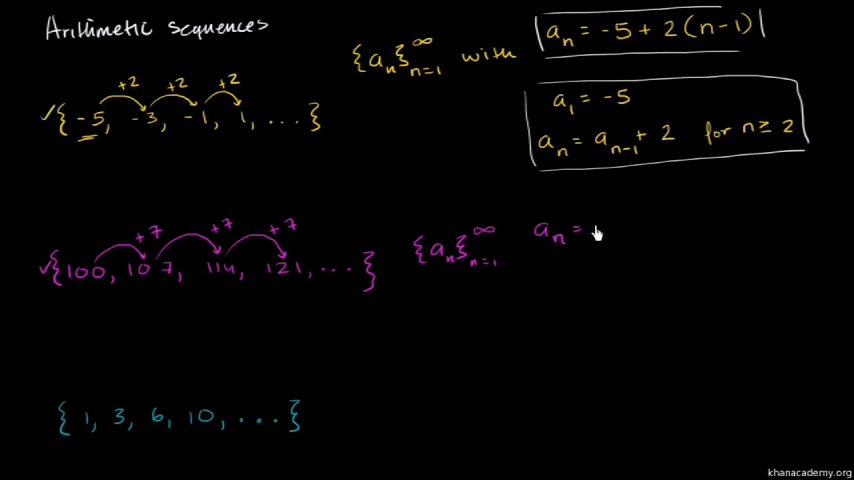 Arithmetic sequences
{a_n}_{n=1}^∞ with a_n = -5 + 2(n-1)
+2 +2 +2
✓{-5, -3, -1, 1, ...}
a_1 = -5
a_n = a_{n-1} + 2 for n ≥ 2
+7 +7 +7
✓{100, 107, 114, 121, ...} {a_n}_{n=1}^∞ a_n =
{1, 3, 6, 10, ...}
khanacademy.org